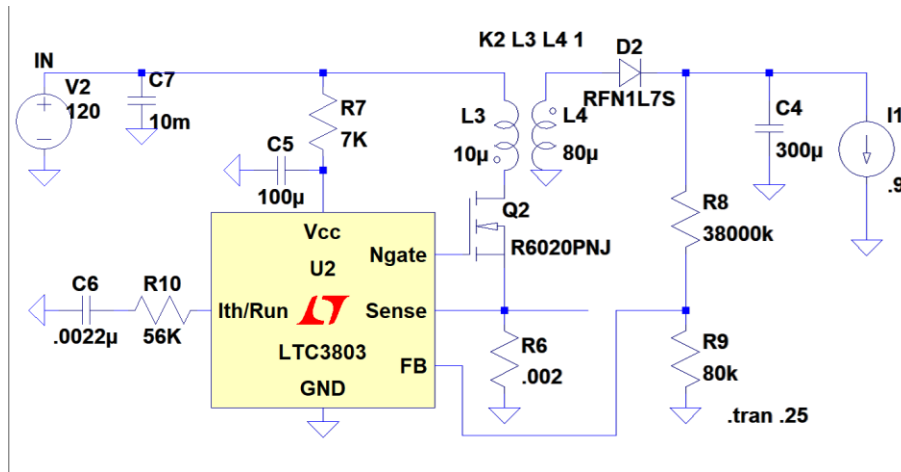 K2 L3 L4 1
IN
V2
120
C7
10m
R7
7K
L3
10µ
L4
80µ
D2
RFN1L7S
C4
300µ
I1
.9
C5
100µ
Q2
R6020PNJ
R8
38000k
Vcc
U2
Ngate
C6
.0022µ
R10
56K
Ith/Run
Sense
LTC3803
FB
GND
R6
.002
R9
80k
.tran .25